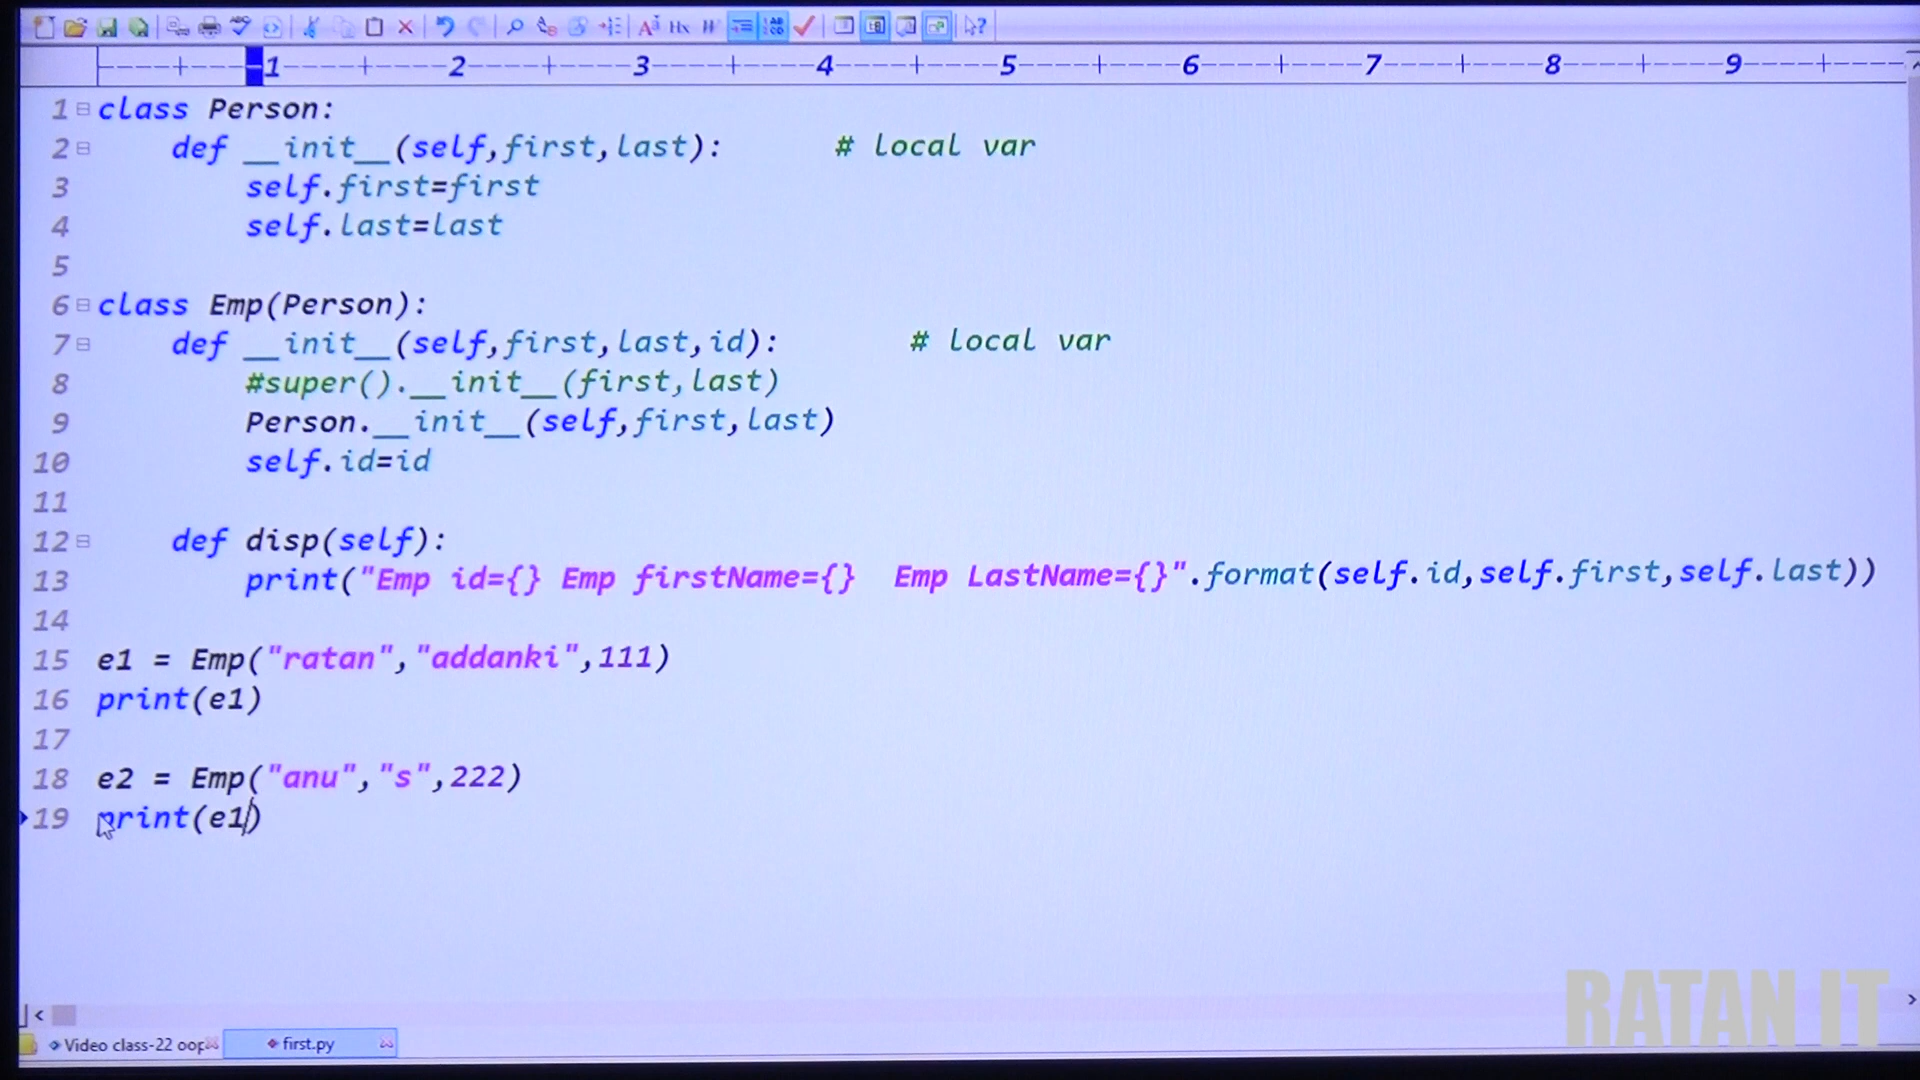 ----+----1----+----2----+----3----+----4----+----5----+----6----+----7----+----8----+----9----+----
1 class Person:
2     def __init__(self,first,last):      # local var
3         self.first=first
4         self.last=last
5
6 class Emp(Person):
7     def __init__(self,first,last,id):       # local var
8         #super().__init__(first,last)
9         Person.__init__(self,first,last)
10         self.id=id
11
12     def disp(self):
13         print("Emp id={} Emp firstName={}  Emp LastName={}".format(self.id,self.first,self.last))
14
15 e1 = Emp("ratan","addanki",111)
16 print(e1)
17
18 e2 = Emp("anu","s",222)
19 print(e1)
RATAN IT
Video class-22 oop first.py